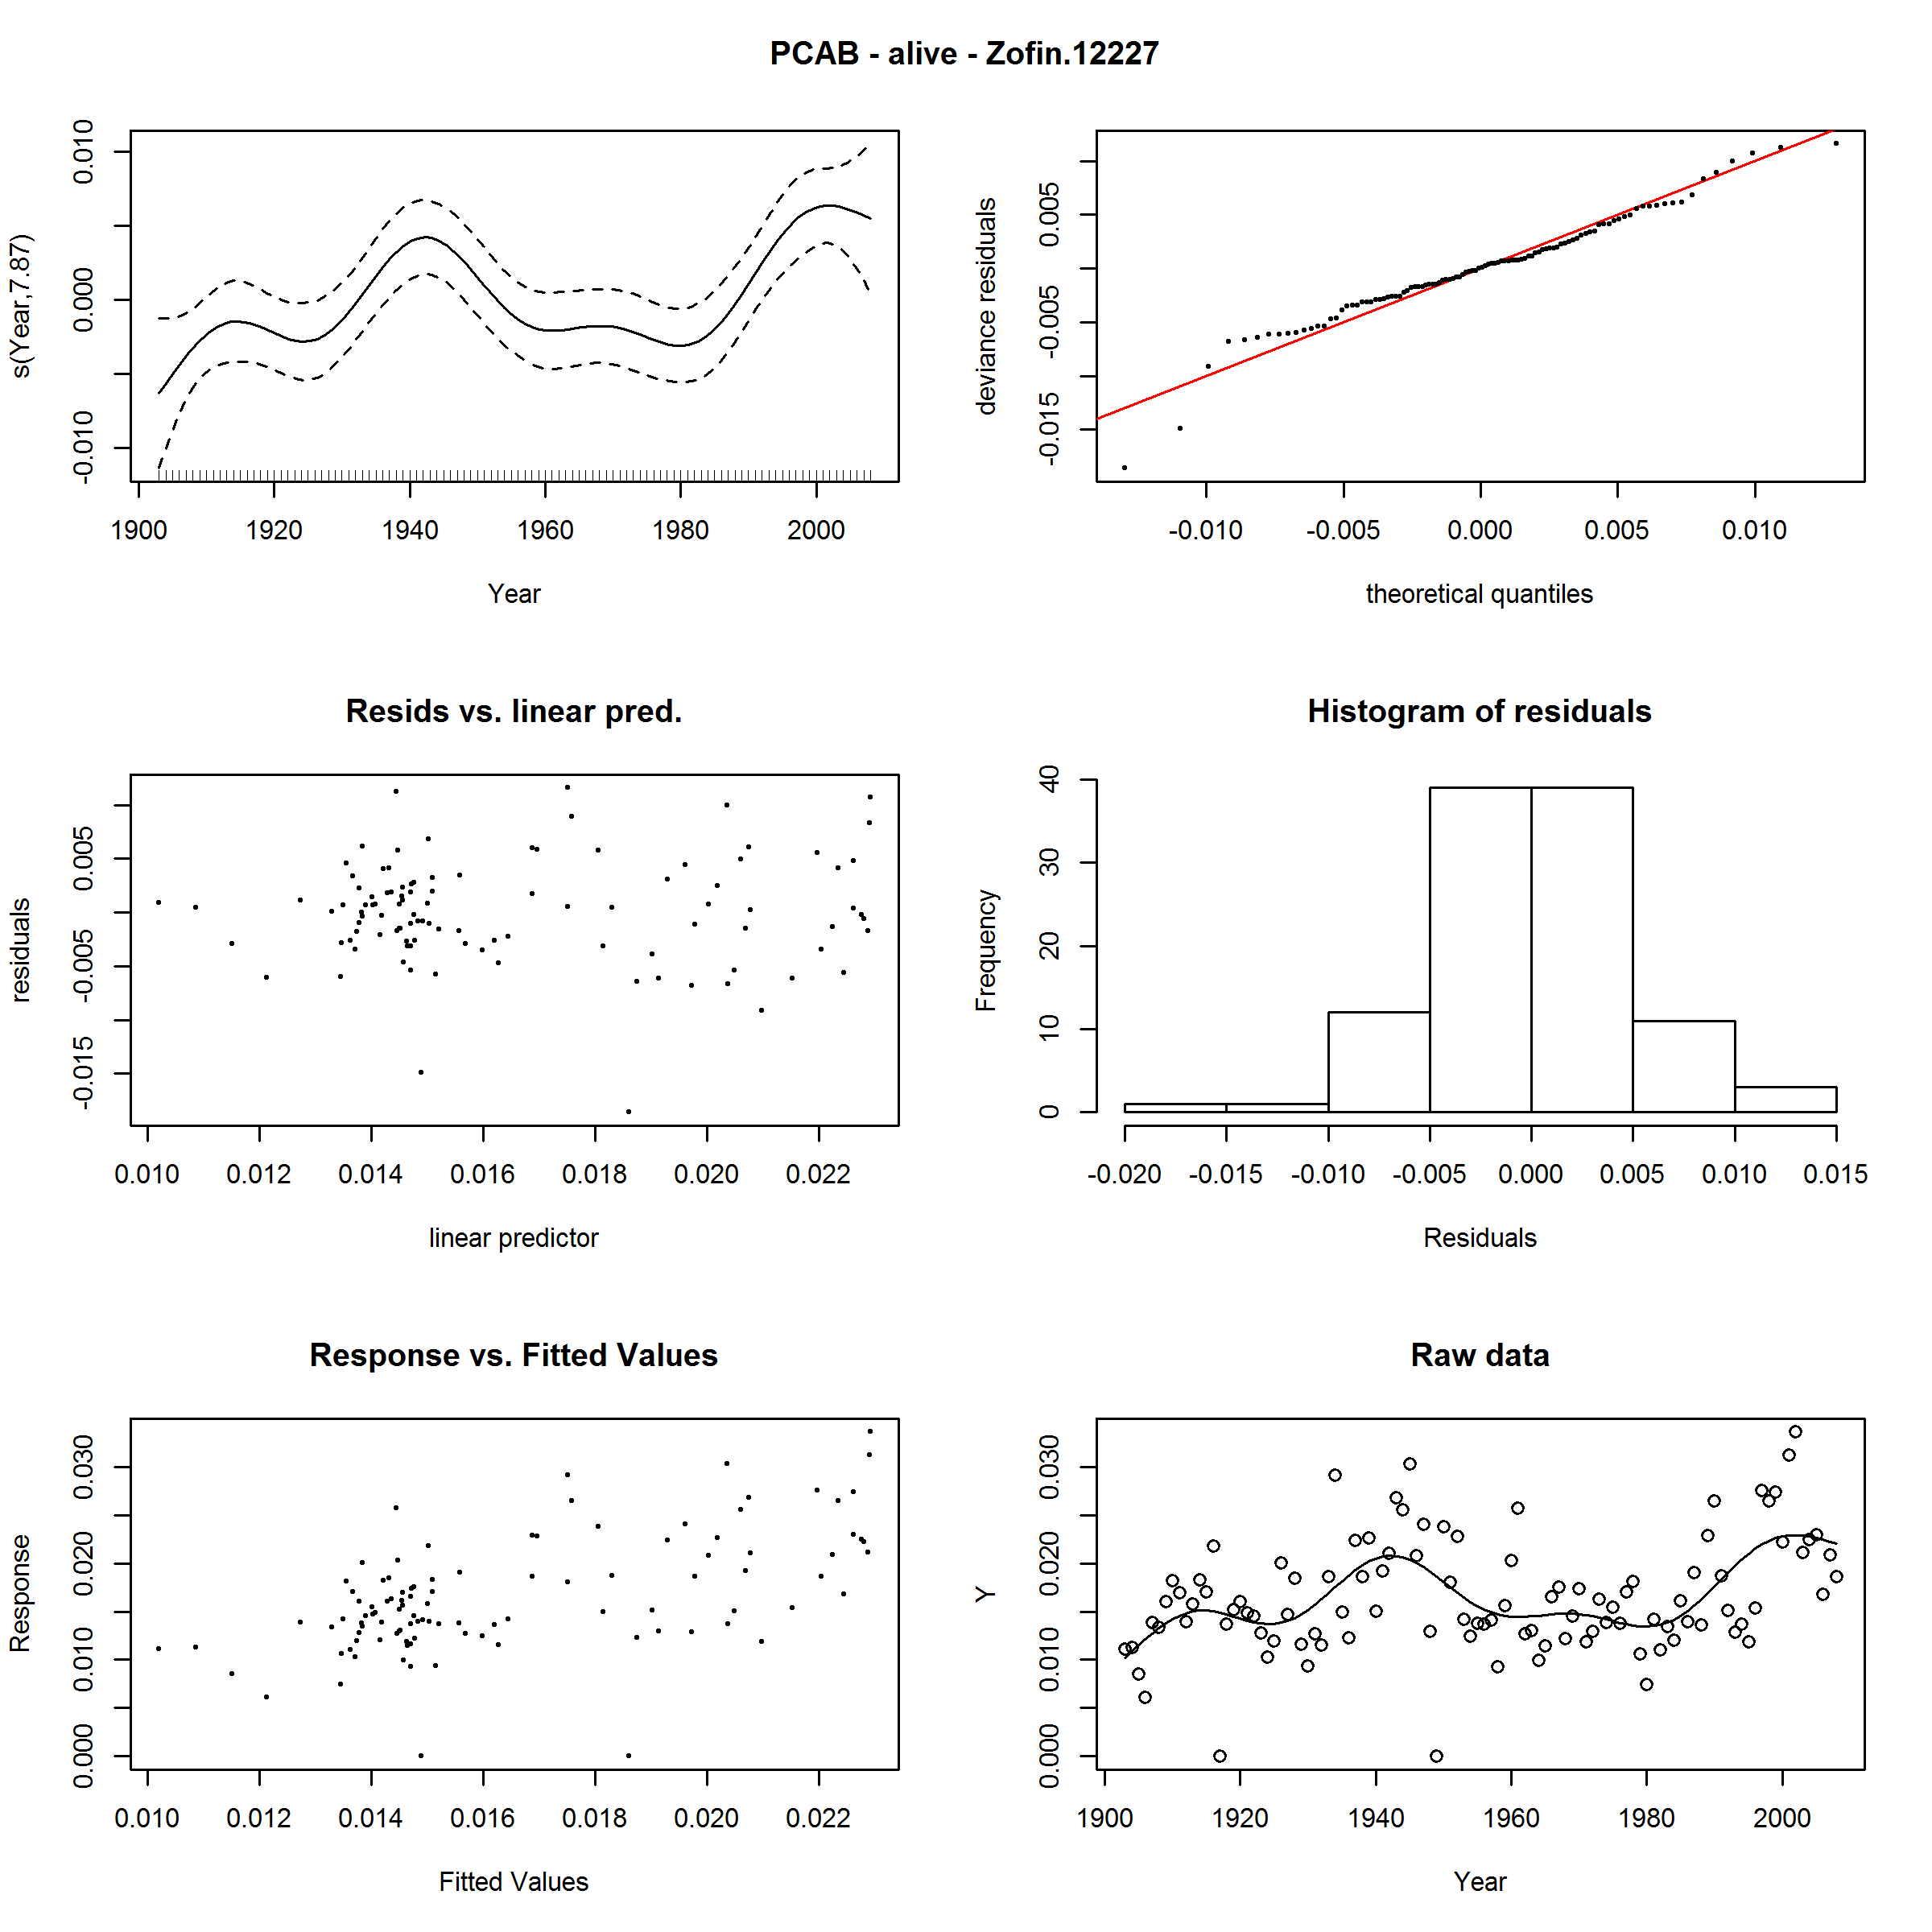 PCAB - alive - Zofin.12227
s(Year,7.87)
-0.010 0.000 0.010
1900 1920 1940 1960 1980 2000
Year
deviance residuals
-0.015 -0.005 0.005
-0.010 -0.005 0.000 0.005 0.010
theoretical quantiles
Resids vs. linear pred.
residuals
-0.015 -0.005 0.005
0.010 0.012 0.014 0.016 0.018 0.020 0.022
linear predictor
Histogram of residuals
Frequency
0 10 20 30 40
-0.020 -0.015 -0.010 -0.005 0.000 0.005 0.010 0.015
Residuals
Response vs. Fitted Values
Response
0.000 0.010 0.020 0.030
0.010 0.012 0.014 0.016 0.018 0.020 0.022
Fitted Values
Raw data
Y
0.000 0.010 0.020 0.030
1900 1920 1940 1960 1980 2000
Year